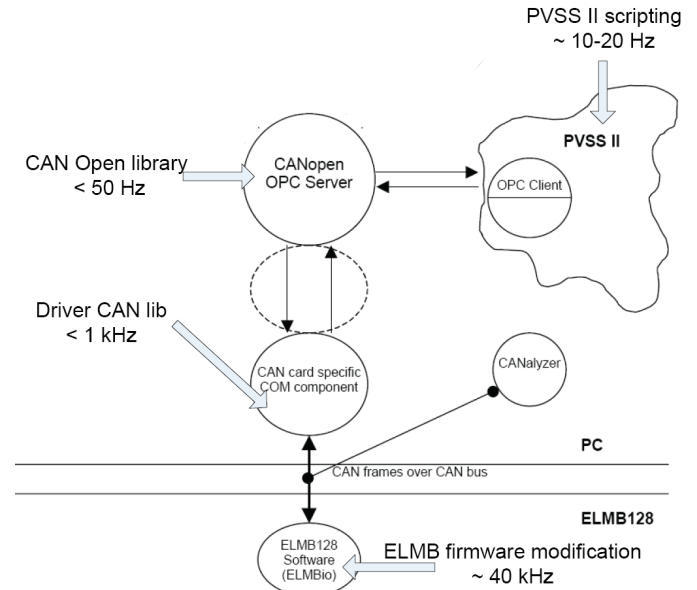 PVSS II scripting
~ 10-20 Hz
PVSS II
CAN Open library
< 50 Hz
CANopen
OPC Server
OPC Client
Driver CAN lib
< 1 kHz
CAN card specific
COM component
CANalyzer
PC
CAN frames over CAN bus
ELMB128
ELMB128
Software
(ELMBio)
ELMB firmware modification
~ 40 kHz